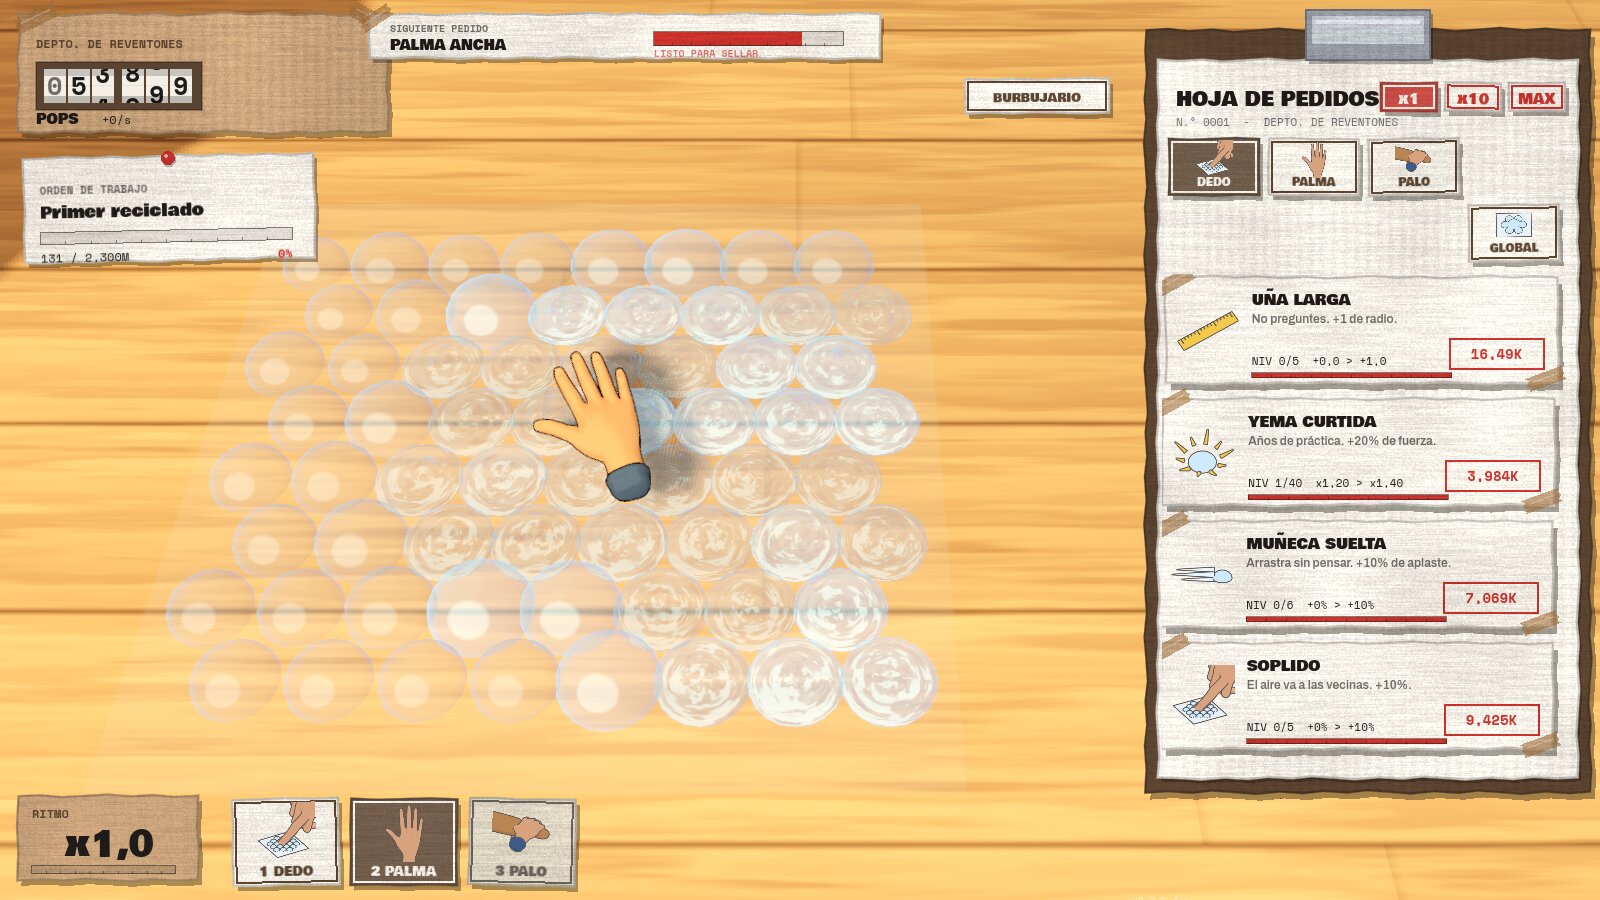 DEPTO. DE REVENTONES
POPS +0/s
SIGUIENTE PEDIDO
PALMA ANCHA
LISTO PARA SELLAR
BURBUJARIO
ORDEN DE TRABAJO
Primer reciclado
131 / 2,300M 0%
HOJA DE PEDIDOS
x1 x10 MAX
N.º 0001 - DEPTO. DE REVENTONES
DEDO PALMA PALO
GLOBAL
UÑA LARGA
No preguntes. +1 de radio.
NIV 0/5 +0,0 > +1,0
16,49K
YEMA CURTIDA
Años de práctica. +20% de fuerza.
NIV 1/40 x1,20 > x1,40
3,984K
MUÑECA SUELTA
Arrastra sin pensar. +10% de aplaste.
NIV 0/6 +0% > +10%
7,069K
SOPLIDO
El aire va a las vecinas. +10%.
NIV 0/5 +0% > +10%
9,425K
RITMO
x1,0
1 DEDO
2 PALMA
3 PALO